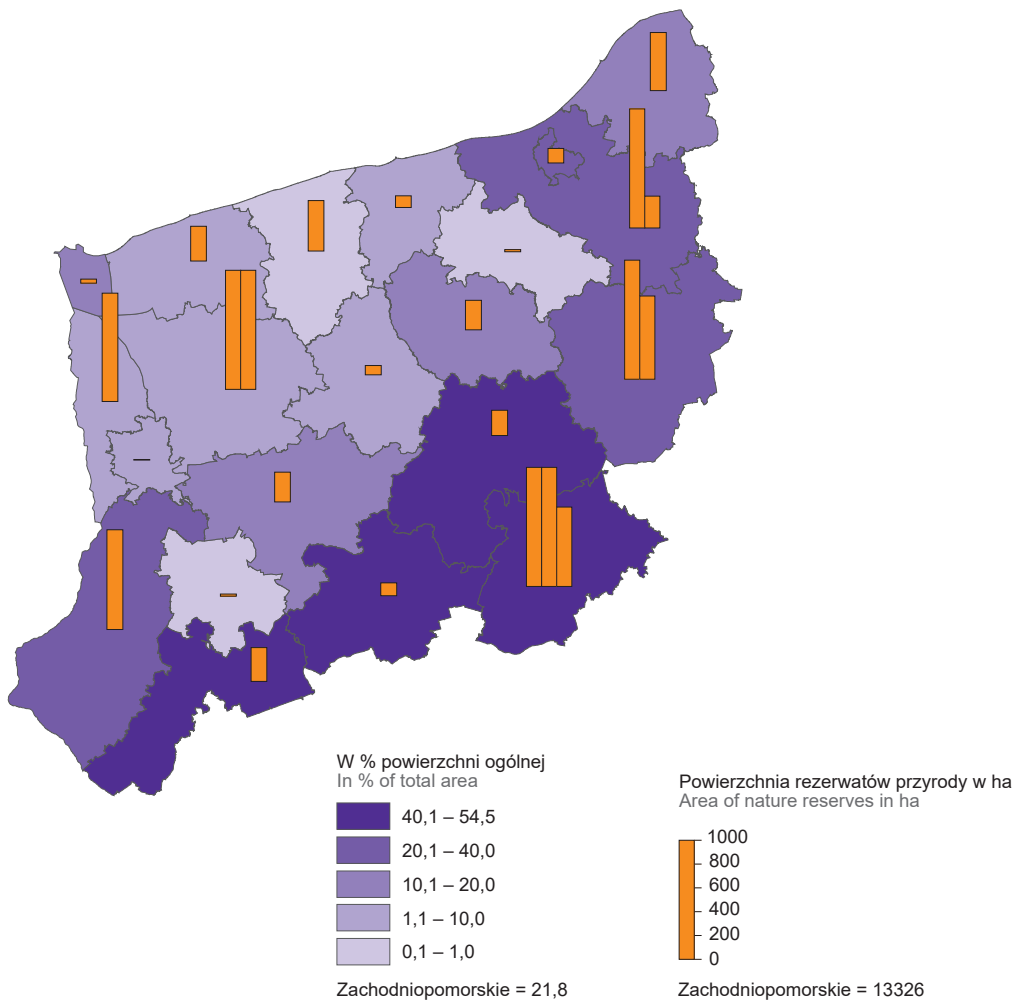 W % powierzchni ogólnej
In % of total area
40,1 – 54,5
20,1 – 40,0
10,1 – 20,0
1,1 – 10,0
0,1 – 1,0
Zachodniopomorskie = 21,8
Powierzchnia rezerwatów przyrody w ha
Area of nature reserves in ha
1000
800
600
400
200
0
Zachodniopomorskie = 13326